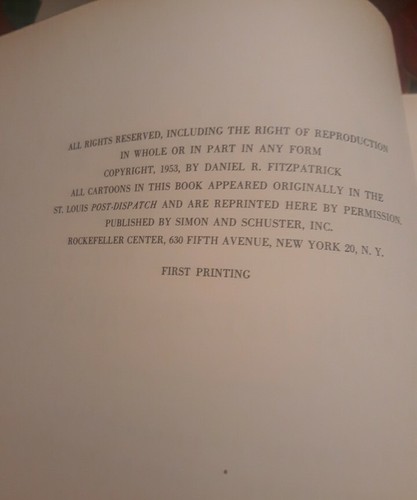 ALL RIGHTS RESERVED, INCLUDING THE RIGHT OF REPRODUCTION
IN WHOLE OR IN PART IN ANY FORM
COPYRIGHT, 1953, BY DANIEL R. FITZPATRICK
ALL CARTOONS IN THIS BOOK APPEARED ORIGINALLY IN THE
ST. LOUIS POST-DISPATCH AND ARE REPRINTED HERE BY PERMISSION.
PUBLISHED BY SIMON AND SCHUSTER, INC.
ROCKEFELLER CENTER, 630 FIFTH AVENUE, NEW YORK 20, N. Y.
FIRST PRINTING